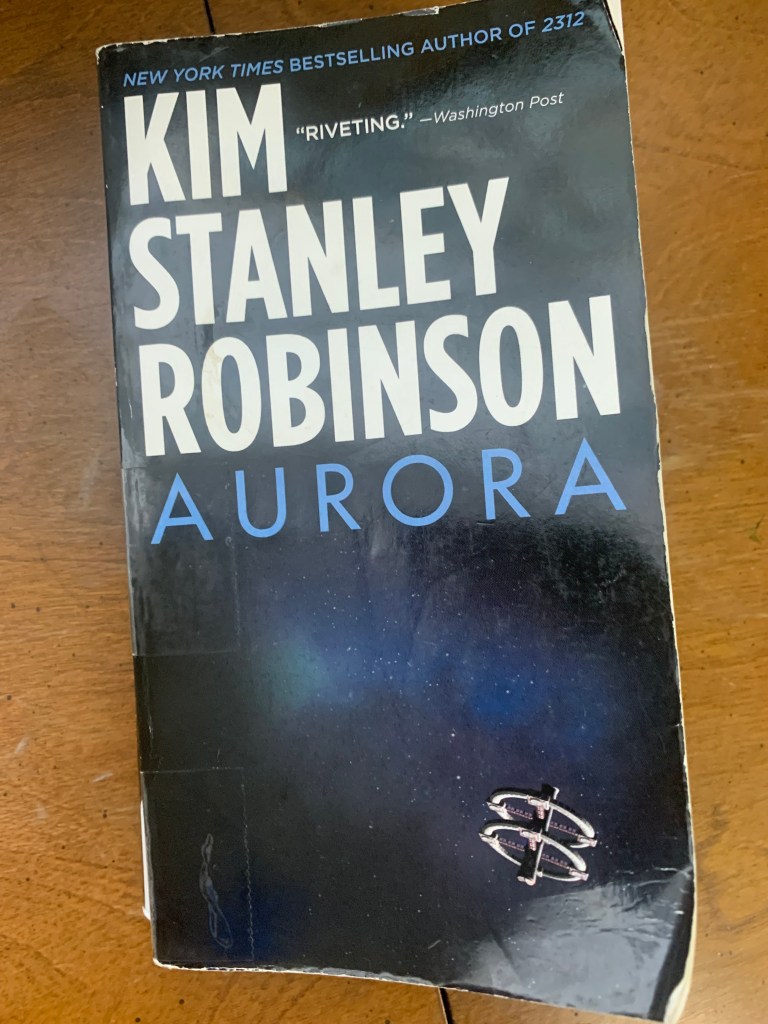 NEW YORK TIMES BESTSELLING AUTHOR OF 2312
KIM
"RIVETING." —Washington Post
STANLEY
ROBINSON
AURORA